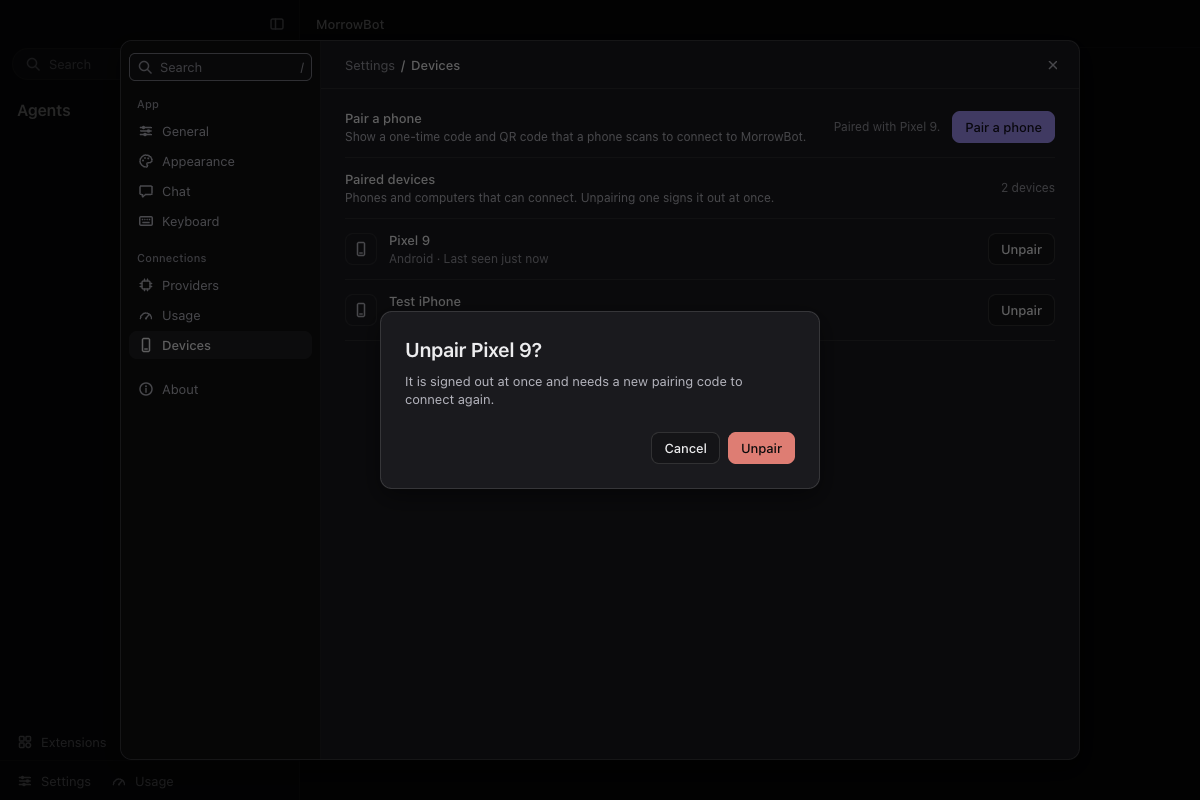 MorrowBot
Search
Agents
Extensions
Settings
Usage
Search /
App
General
Appearance
Chat
Keyboard
Connections
Providers
Usage
Devices
About
Settings / Devices
Pair a phone
Show a one-time code and QR code that a phone scans to connect to MorrowBot.
Paired with Pixel 9.
Pair a phone
Paired devices
Phones and computers that can connect. Unpairing one signs it out at once.
2 devices
Pixel 9
Android · Last seen just now
Unpair
Test iPhone
Unpair
Unpair Pixel 9?
It is signed out at once and needs a new pairing code to
connect again.
Cancel
Unpair